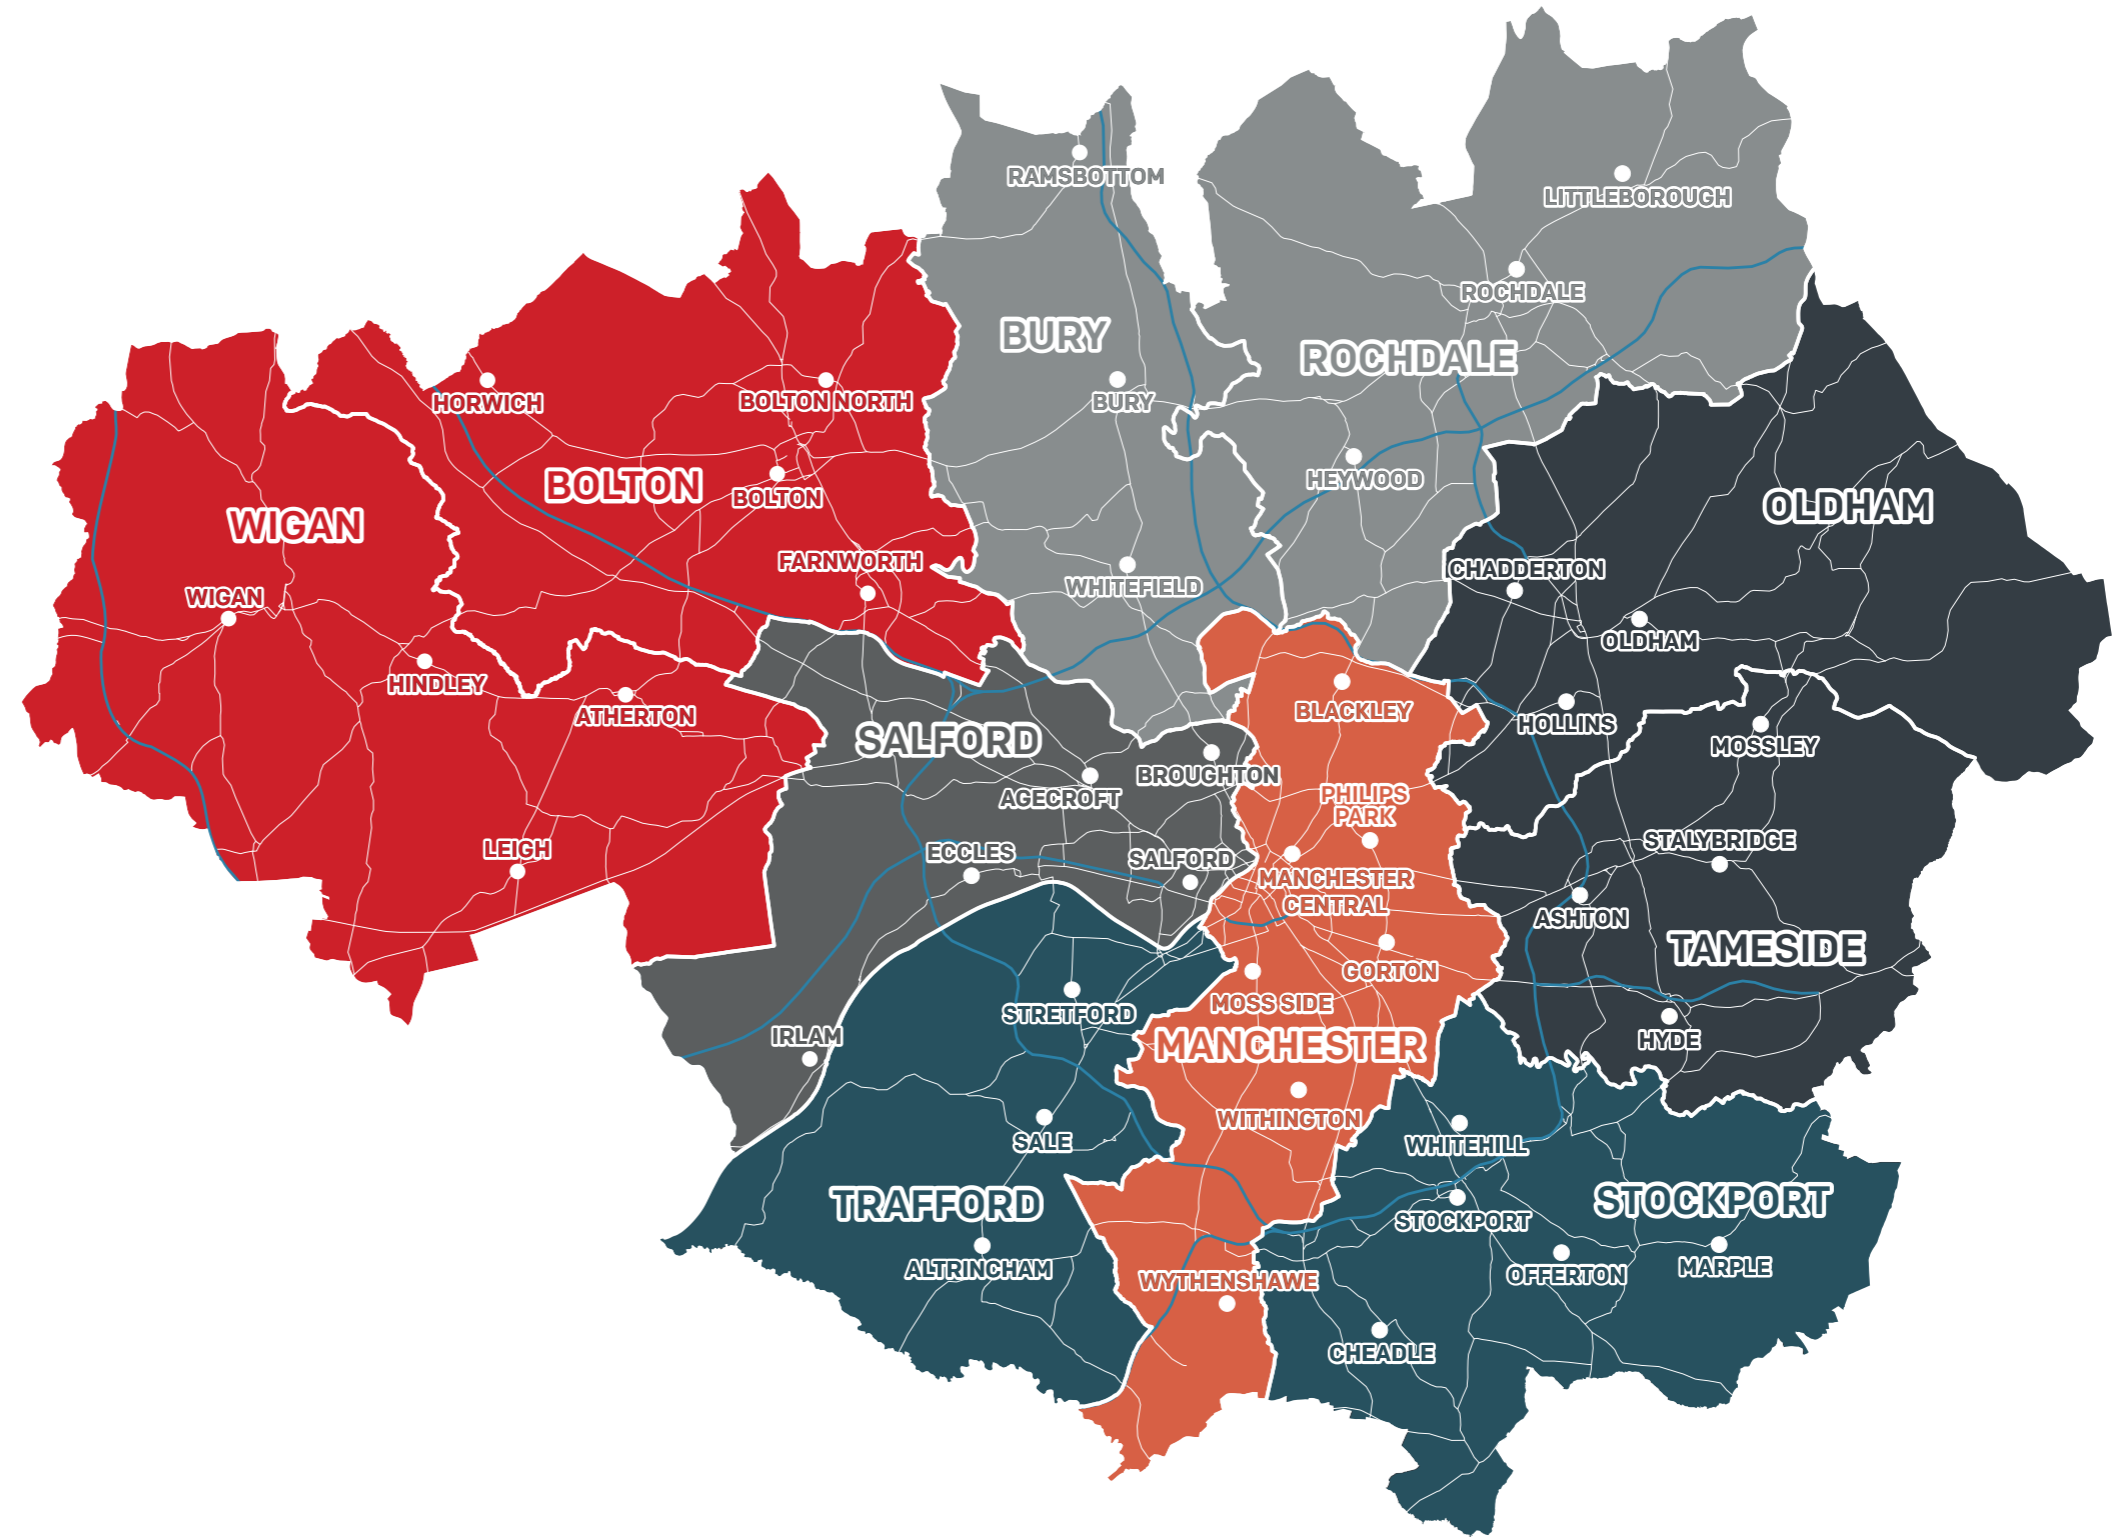 RAMSBOTTOM
LITTLEBOROUGH
ROCHDALE
BURY
ROCHDALE
HORWICH
BOLTON NORTH
BURY
BOLTON
BOLTON
HEYWOOD
WIGAN
OLDHAM
FARNWORTH
CHADDERTON
WHITEFIELD
WIGAN
OLDHAM
HINDLEY
ATHERTON
BLACKLEY
HOLLINS
SALFORD
MOSSLEY
BROUGHTON
AGECROFT
PHILIPS
PARK
LEIGH
ECCLES
SALFORD
STALYBRIDGE
MANCHESTER
CENTRAL
ASHTON
TAMESIDE
GORTON
MOSS SIDE
STRETFORD
IRLAM
MANCHESTER
HYDE
WITHINGTON
SALE
WHITEHILL
TRAFFORD
STOCKPORT
STOCKPORT
ALTRINCHAM
OFFERTON
MARPLE
WYTHENSHAWE
CHEADLE